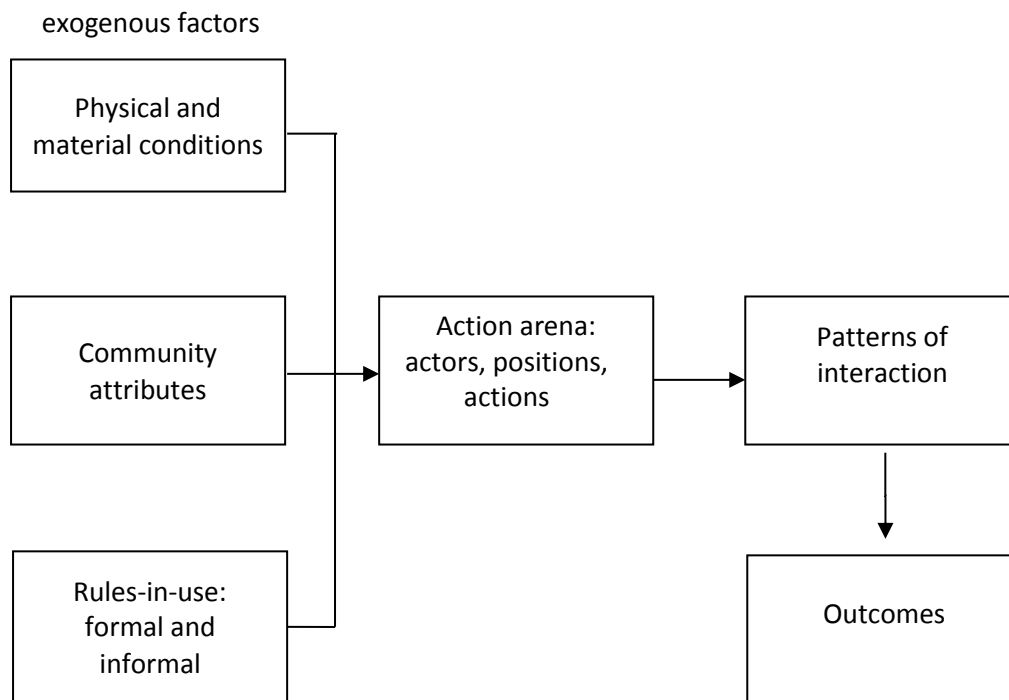 exogenous factors
Physical and
material conditions
Community
attributes
Rules-in-use:
formal and
informal
Action arena:
actors, positions,
actions
Patterns of
interaction
Outcomes